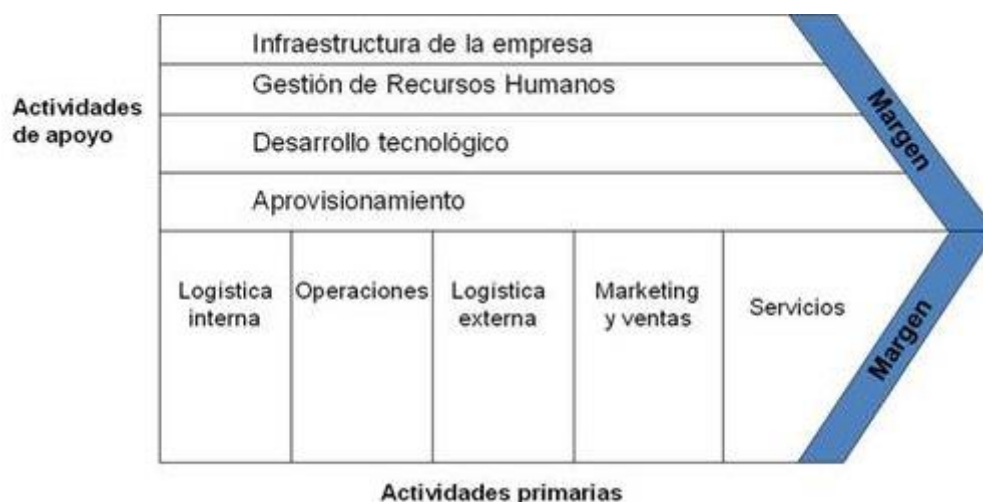 Infraestructura de la empresa
Gestión de Recursos Humanos
Actividades
de apoyo
Desarrollo tecnológico
Aprovisionamiento
Margen
Logística
interna
Operaciones
Logística
externa
Marketing
y ventas
Servicios
Margen
Actividades primarias